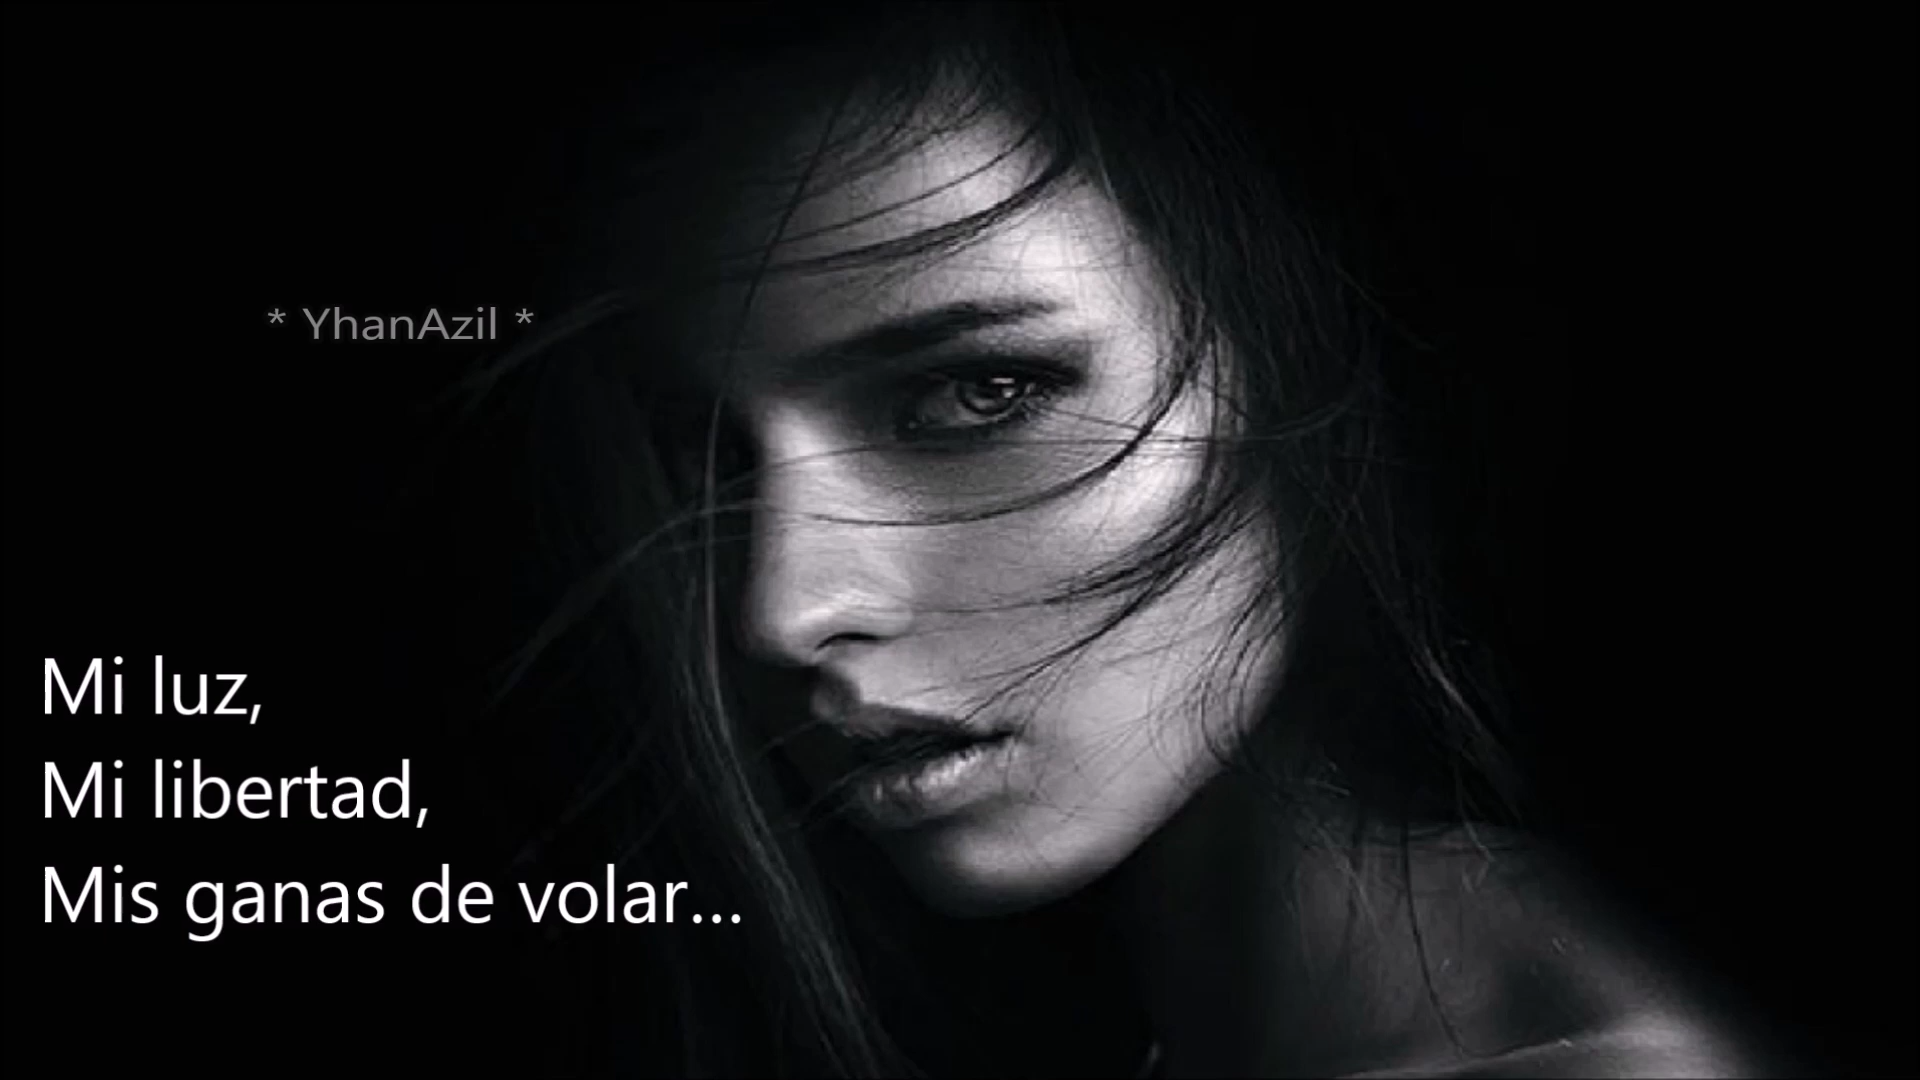 * YhanAzil *
Mi luz,
Mi libertad,
Mis ganas de volar...